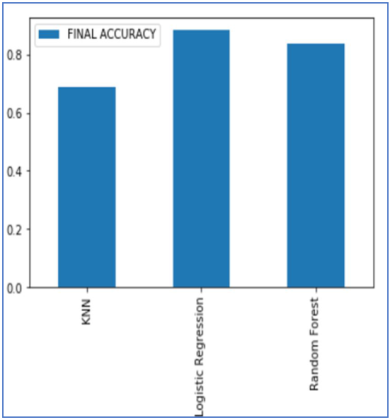 FINAL ACCURACY
0.8
0.6
0.4
0.2
0.0
KNN
Logistic Regression
Random Forest